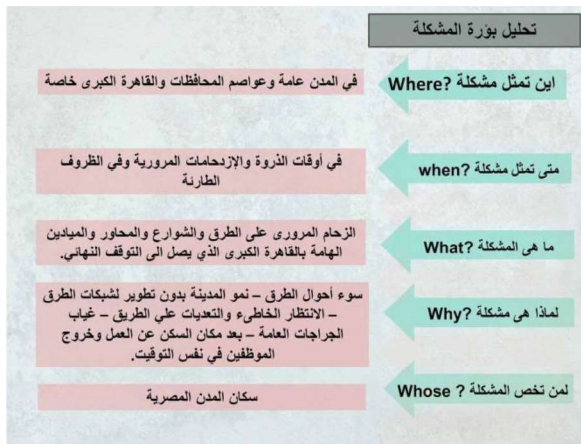 تحليل بؤرة المشكلة
اين تمثل مشكلة ?Where
في المدن عامة وعواصم المحافظات والقاهرة الكبرى خاصة
متى تمثل مشكلة ?when
في أوقات الذروة والإزدحامات المرورية وفي الظروف
الطارئة
ما هى المشكلة ?What
الزحام المرورى على الطرق والشوارع والمحاور والميادين
الهامة بالقاهرة الكبرى الذي يصل الى التوقف النهائي.
لماذا هى مشكلة ?Why
سوء أحوال الطرق – نمو المدينة بدون تطوير لشبكات الطرق
– الانتظار الخاطىء والتعديات علي الطريق – غياب
الجراجات العامة – بعد مكان السكن عن العمل وخروج
الموظفين في نفس التوقيت.
لمن تخص المشكلة ? Whose
سكان المدن المصرية